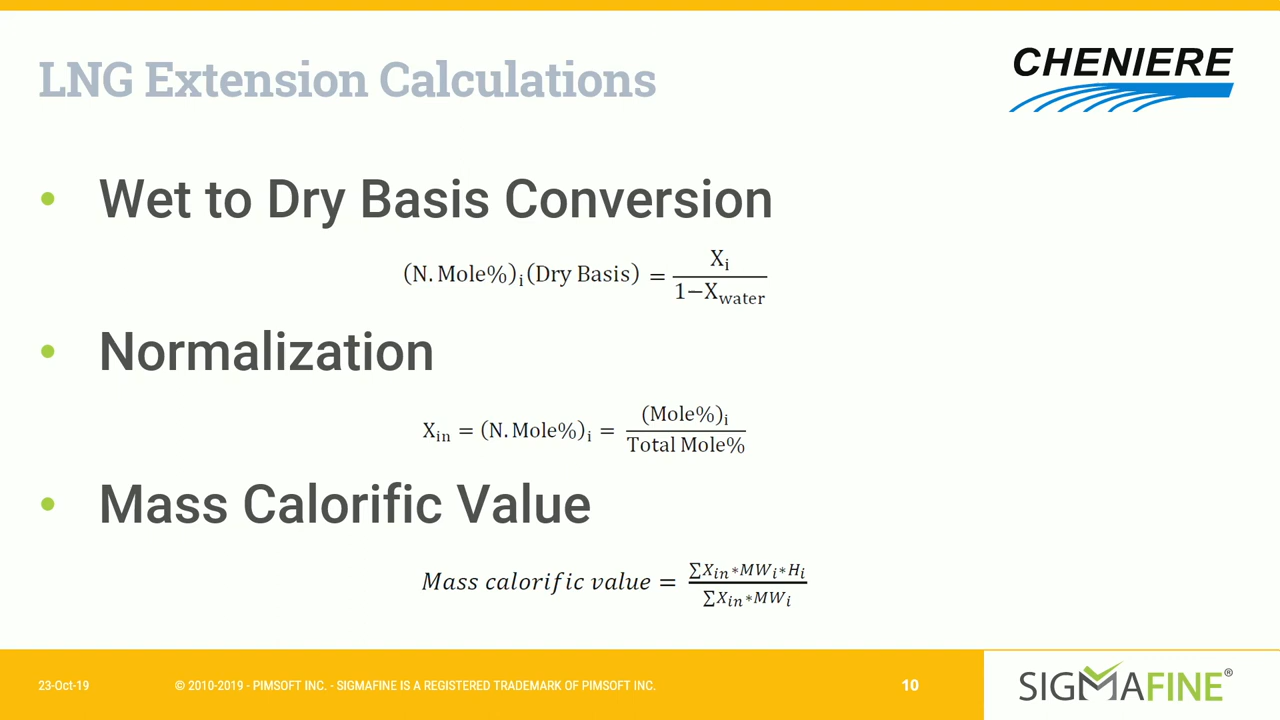 LNG Extension Calculations
CHENIERE
• Wet to Dry Basis Conversion
(N. Mole%)i(Dry Basis) = Xi / 1−Xwater
• Normalization
Xin = (N. Mole%)i = (Mole%)i / Total Mole%
• Mass Calorific Value
Mass calorific value = ∑Xin∗MWi∗Hi / ∑Xin∗MWi
23-Oct-19
© 2010-2019 - PIMSOFT INC. - SIGMAFINE IS A REGISTERED TRADEMARK OF PIMSOFT INC.
10
SIGMAFINE®